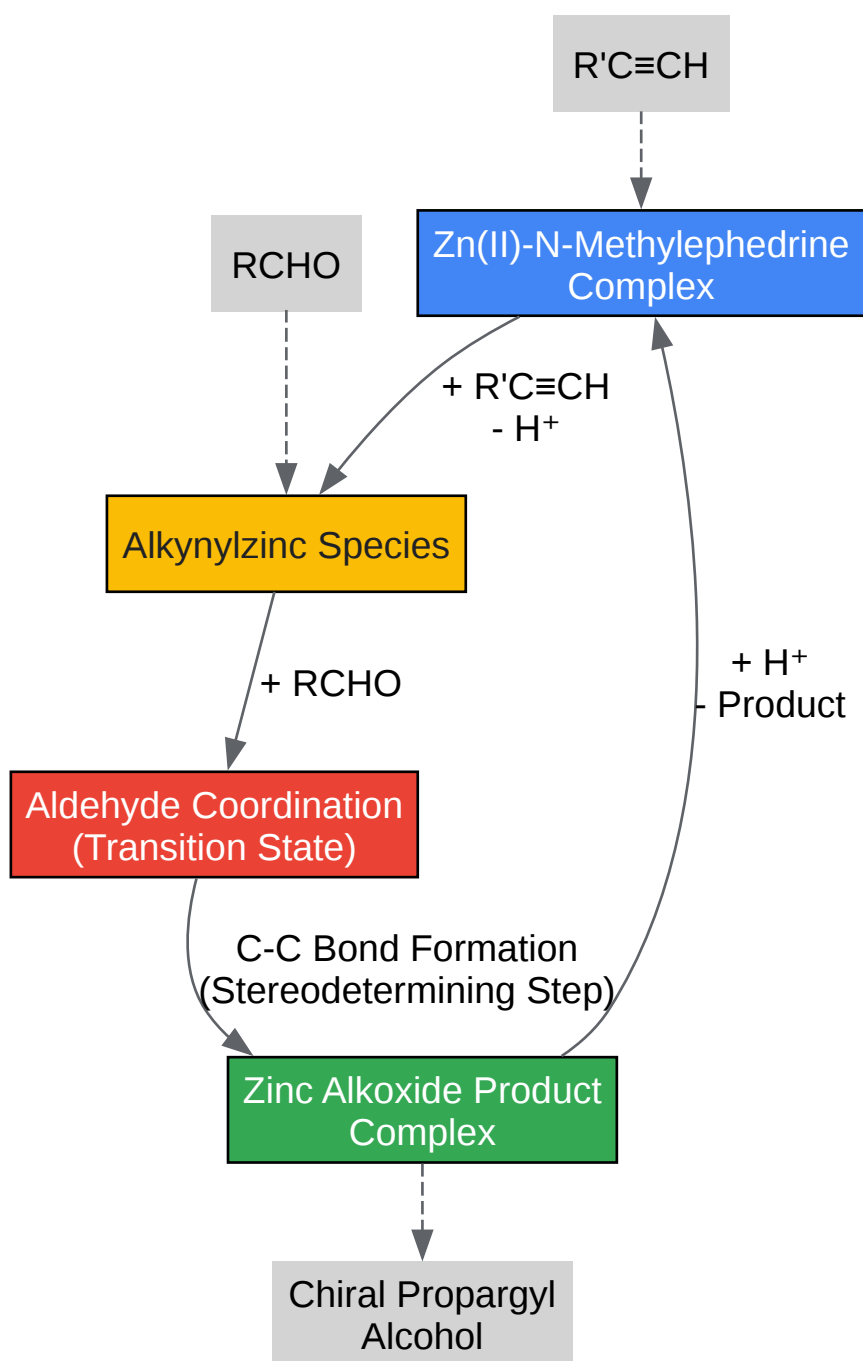 R'C≡CH
Zn(II)-N-Methylephedrine
Complex
RCHO
+ R'C≡CH
- H⁺
Alkynylzinc Species
+ RCHO
+ H⁺
- Product
Aldehyde Coordination
(Transition State)
C-C Bond Formation
(Stereodetermining Step)
Zinc Alkoxide Product
Complex
Chiral Propargyl
Alcohol